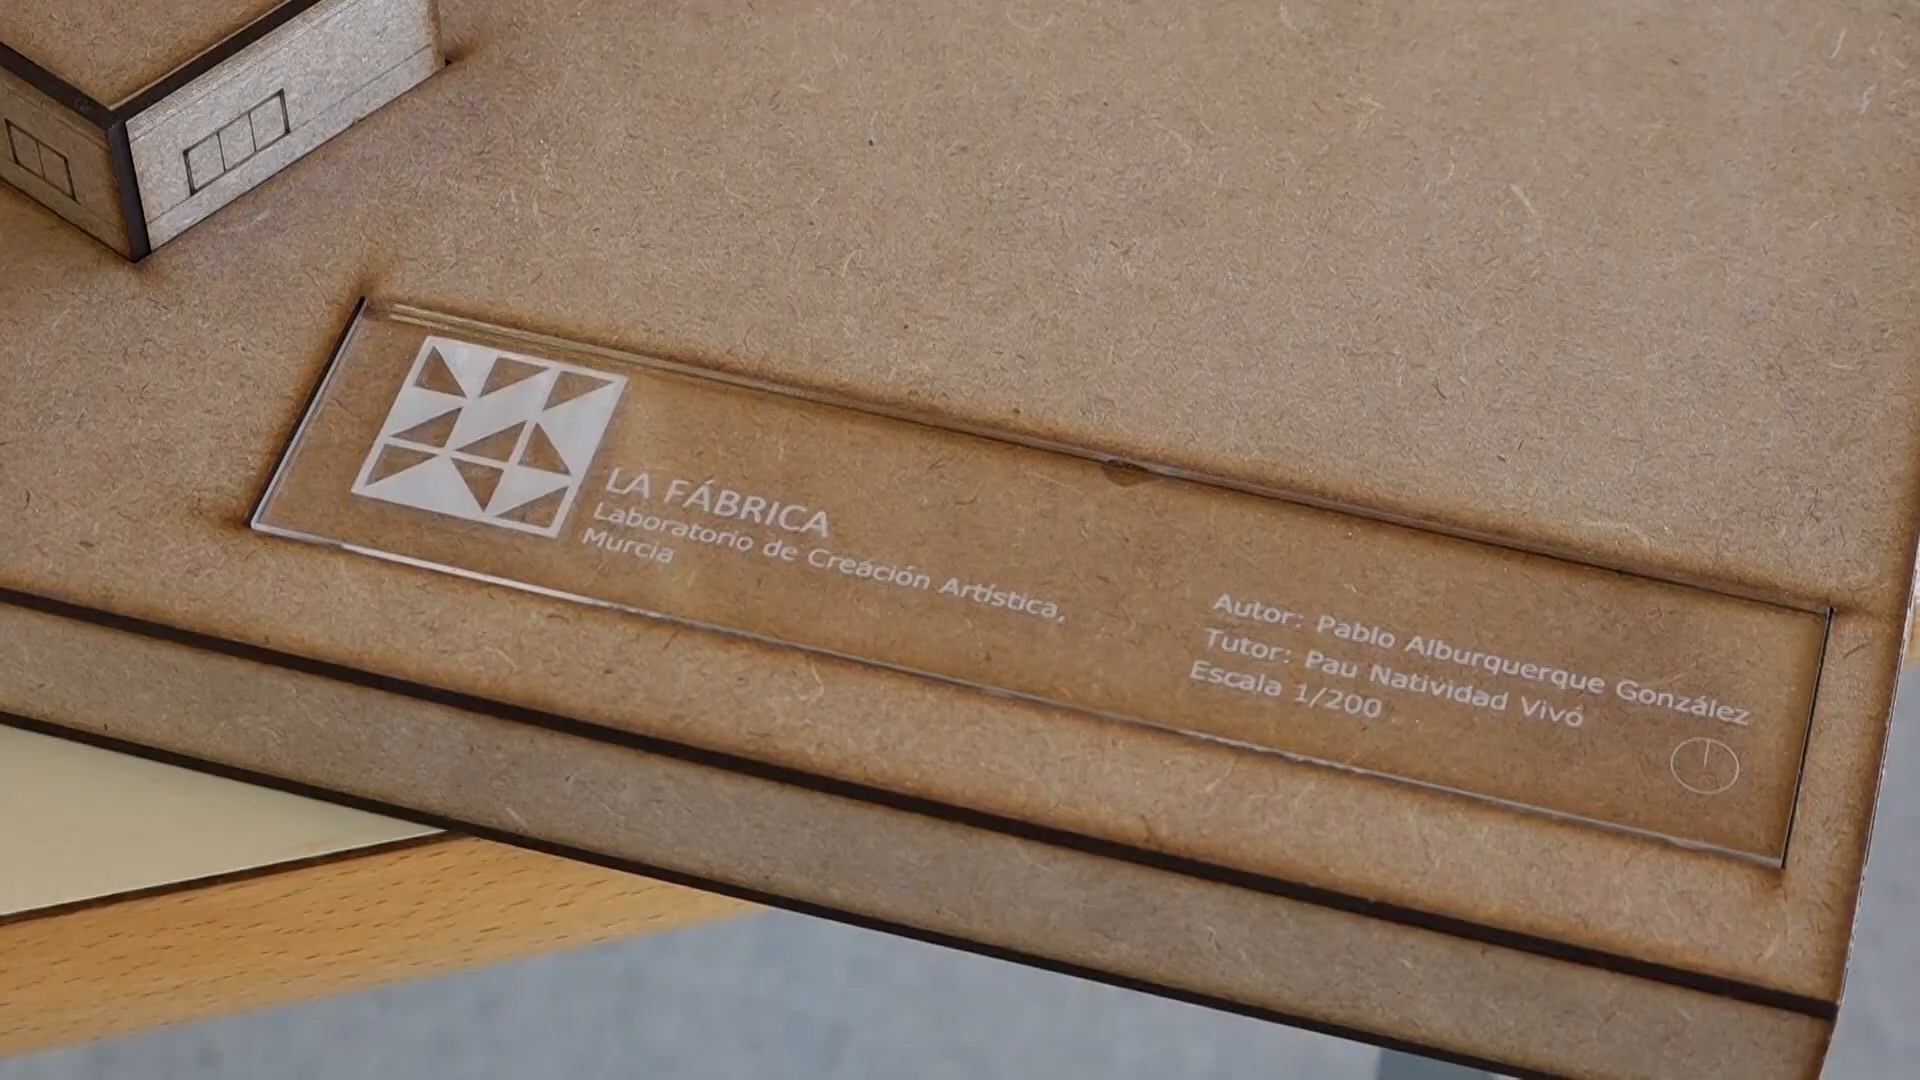 LA FÁBRICA
Laboratorio de Creación Artística,
Murcia
Autor: Pablo Alburquerque González
Tutor: Pau Natividad Vivó
Escala 1/200